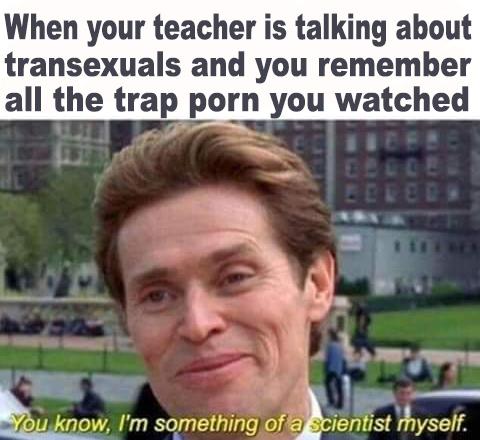 When your teacher is talking about
transexuals and you remember
all the trap porn you watched
You know, I'm something of a scientist myself.